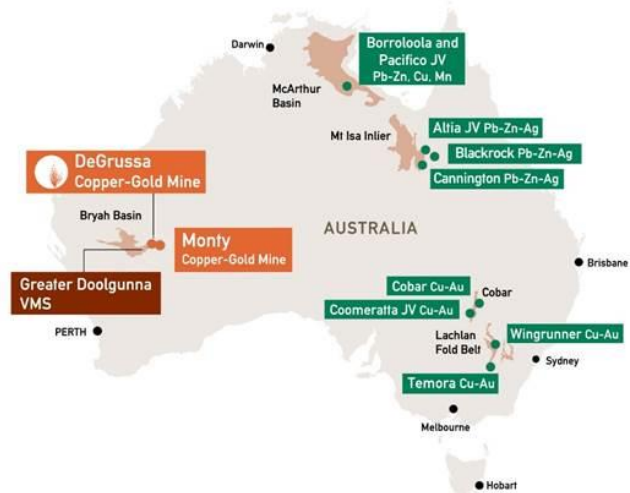 Darwin
Borroloola and
Pacifico JV
Pb-Zn, Cu, Mn
McArthur
Basin
Mt Isa Inlier
Altia JV Pb-Zn-Ag
Blackrock Pb-Zn-Ag
Cannington Pb-Zn-Ag
DeGrussa
Copper-Gold Mine
Bryah Basin
Monty
Copper-Gold Mine
AUSTRALIA
Greater Doolgunna
VMS
Brisbane
PERTH
Cobar Cu-Au
Cobar
Coomeratta JV Cu-Au
Lachlan
Fold Belt
Wingrunner Cu-Au
Sydney
Temora Cu-Au
Melbourne
Hobart